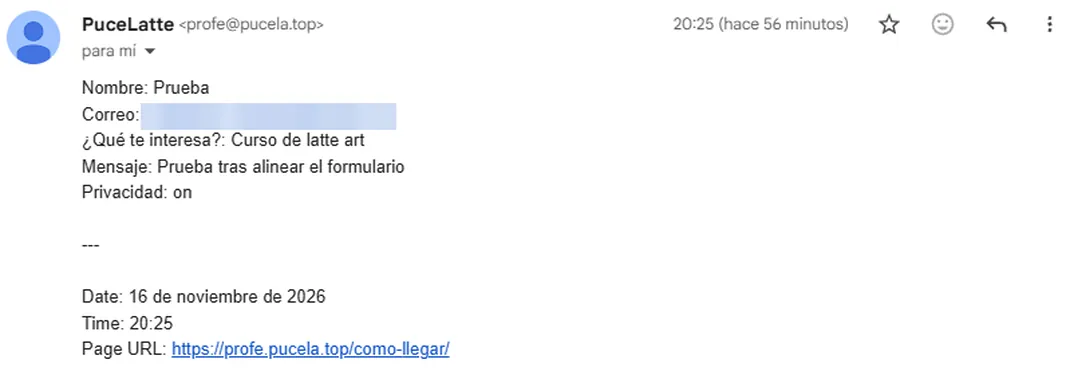 PuceLatte <profe@pucela.top>
20:25 (hace 56 minutos)
para mí
Nombre: Prueba
Correo:
¿Qué te interesa?: Curso de latte art
Mensaje: Prueba tras alinear el formulario
Privacidad: on
---
Date: 16 de noviembre de 2026
Time: 20:25
Page URL: https://profe.pucela.top/como-llegar/